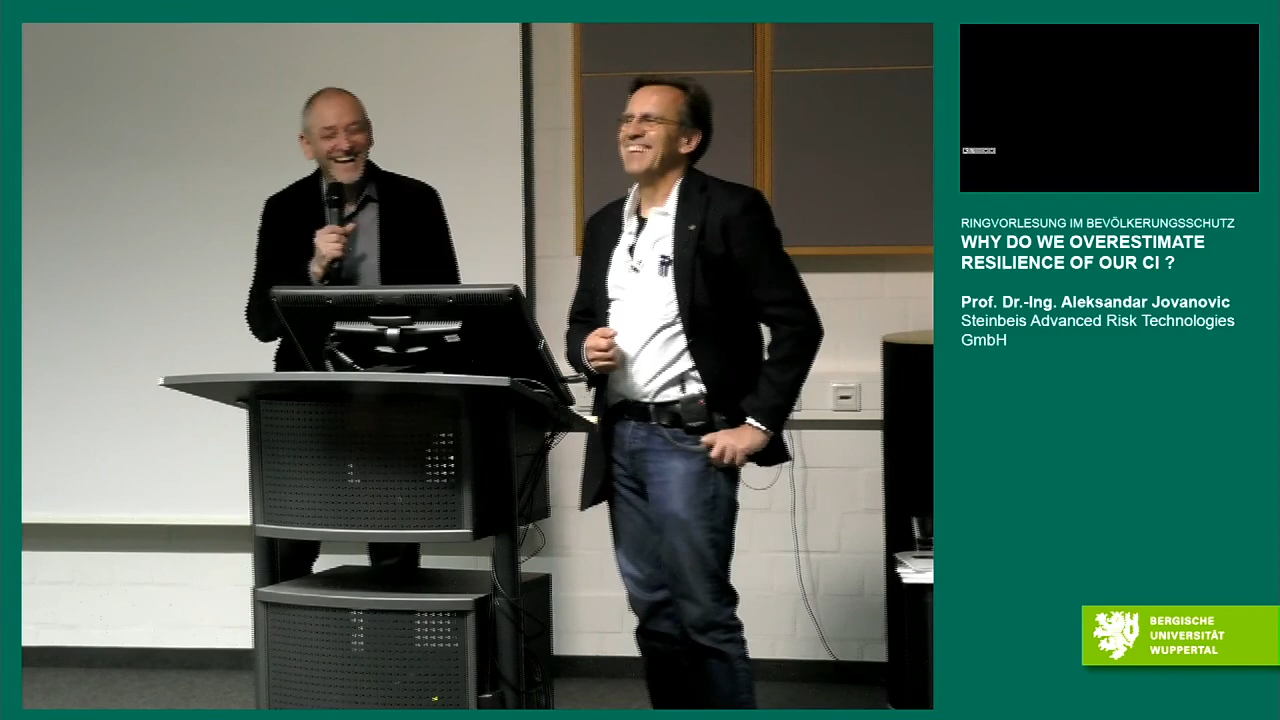 RINGVORLESUNG IM BEVÖLKERUNGSSCHUTZ
WHY DO WE OVERESTIMATE
RESILIENCE OF OUR CI ?
Prof. Dr.-Ing. Aleksandar Jovanovic
Steinbeis Advanced Risk Technologies
GmbH
BERGISCHE
UNIVERSITÄT
WUPPERTAL